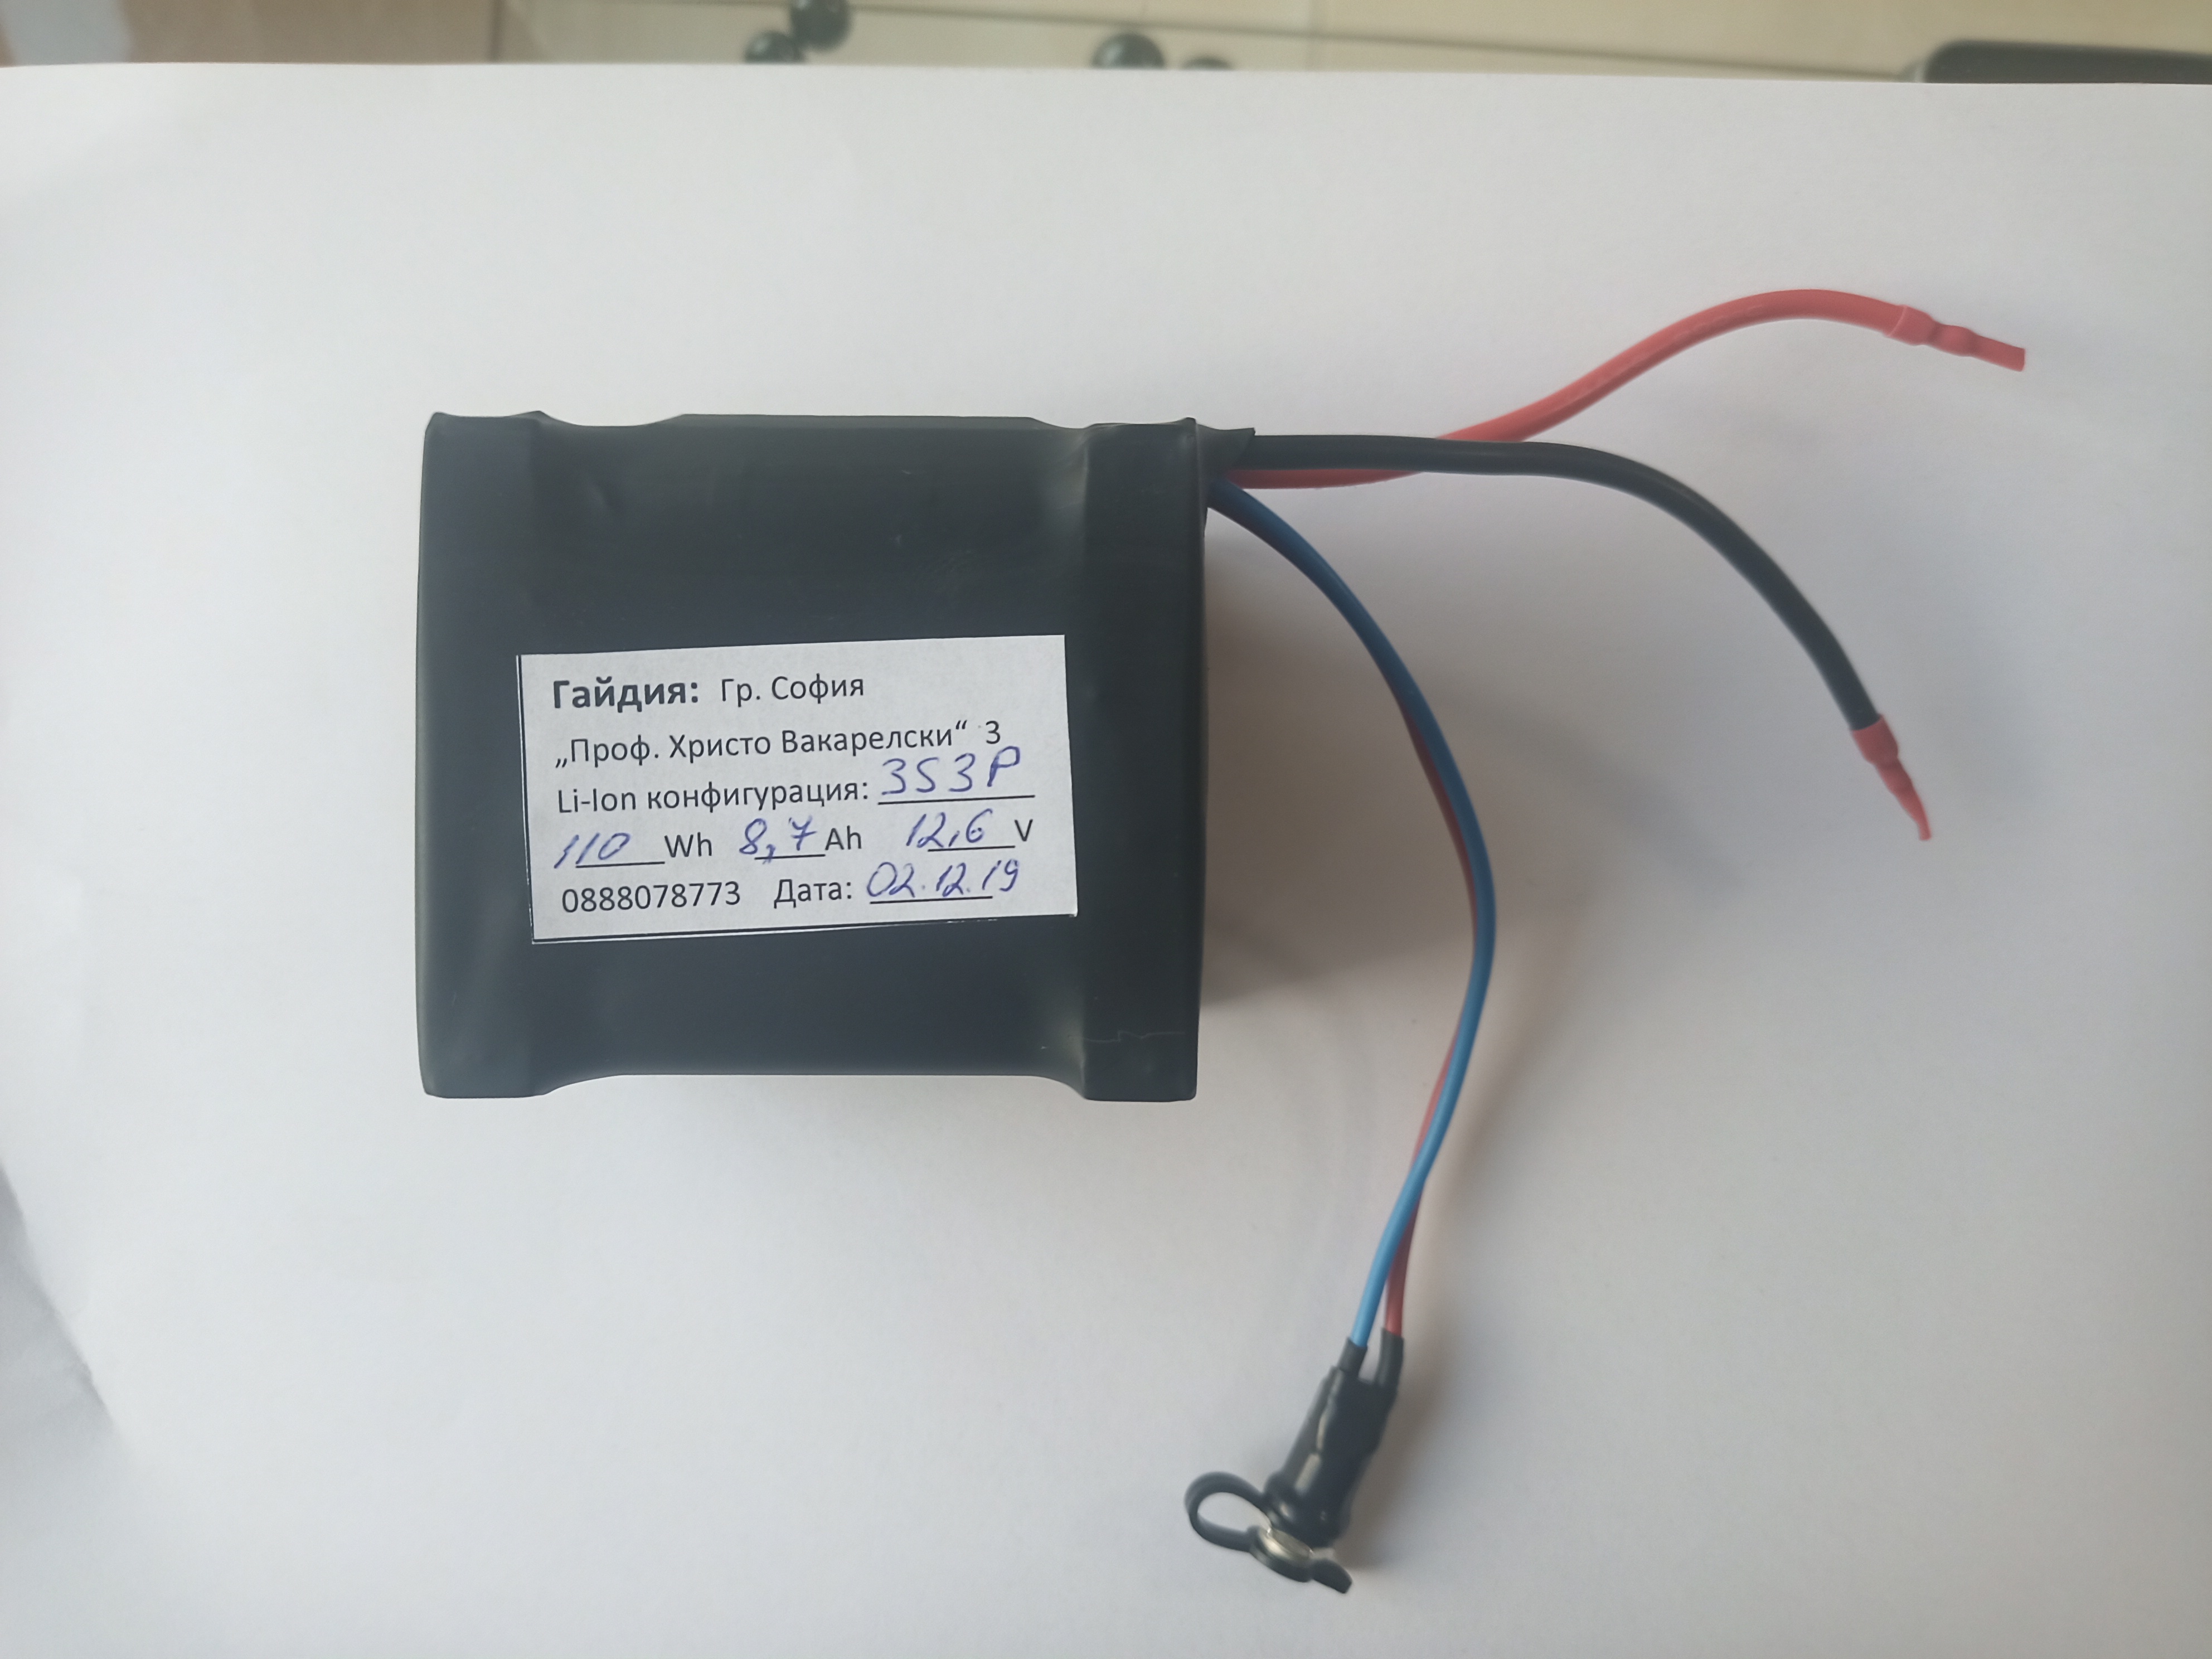 Гайдия: Гр. София
„Проф. Христо Вакарелски“ 3
Li-Ion конфигурация: 3S3P
110 Wh 8,7 Ah 12,6 V
0888078773 Дата: 02.12.19